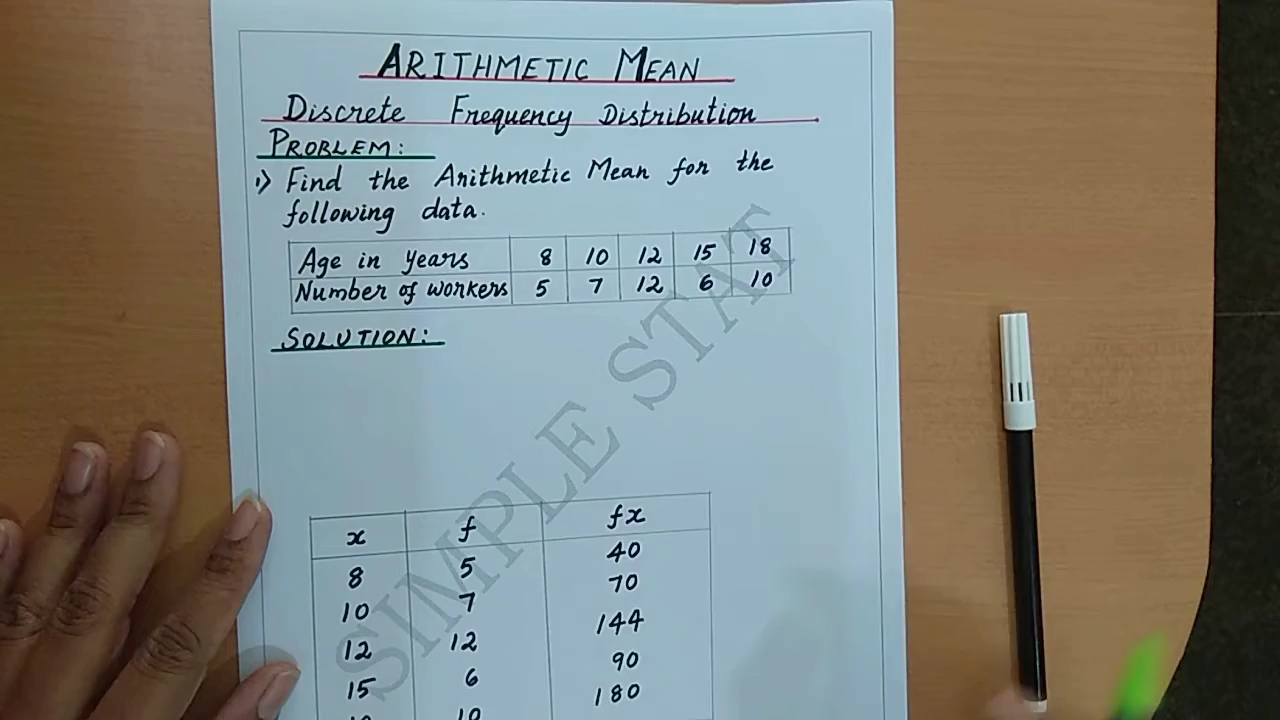 ARITHMETIC MEAN
Discrete Frequency Distribution
PROBLEM:
1) Find the Arithmetic Mean for the
following data.
Age in years 8 10 12 15 18
Number of workers 5 7 12 6 10
SOLUTION:
x f fx
8 5 40
10 7 70
12 12 144
15 6 90
10 180
SIMPLE STAT